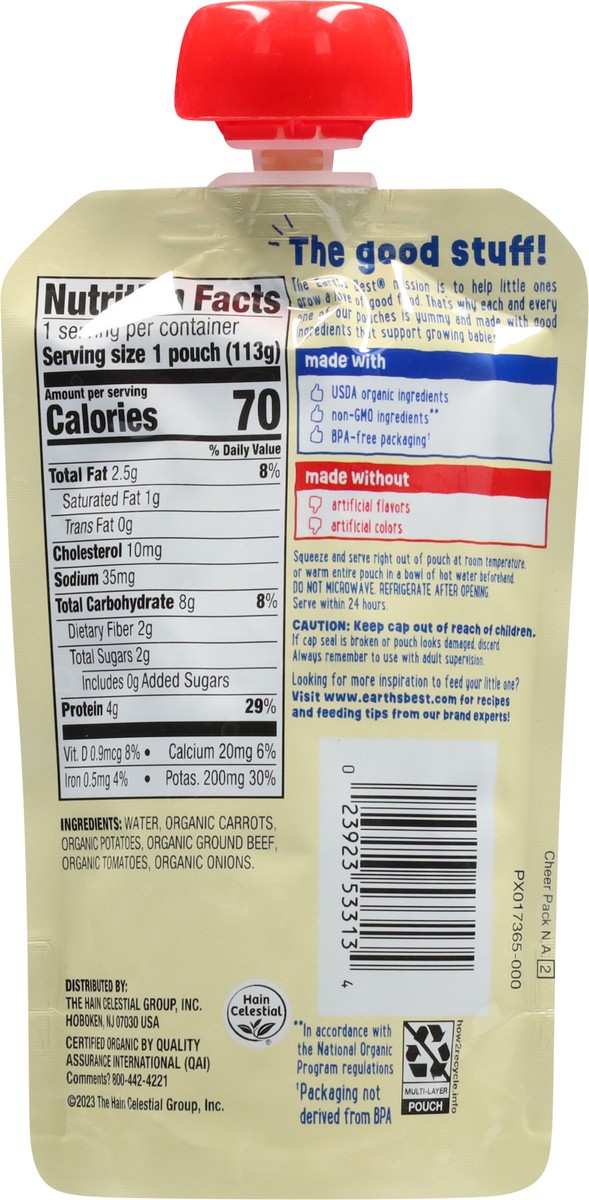 Nutrition Facts
1 serving per container
Serving size 1 pouch (113g)
Amount per serving
Calories 70
% Daily Value
Total Fat 2.5g 8%
Saturated Fat 1g
Trans Fat 0g
Cholesterol 10mg
Sodium 35mg
Total Carbohydrate 8g 8%
Dietary Fiber 2g
Total Sugars 2g
Includes 0g Added Sugars
Protein 4g 29%
Vit. D 0.9mcg 8% • Calcium 20mg 6%
Iron 0.5mg 4% • Potas. 200mg 30%
INGREDIENTS: WATER, ORGANIC CARROTS,
ORGANIC POTATOES, ORGANIC GROUND BEEF,
ORGANIC TOMATOES, ORGANIC ONIONS.
DISTRIBUTED BY:
THE HAIN CELESTIAL GROUP, INC.
HOBOKEN, NJ 07030 USA
CERTIFIED ORGANIC BY QUALITY
ASSURANCE INTERNATIONAL (QAI)
Comments? 800-442-4221
©2023 The Hain Celestial Group, Inc.
Hain
Celestial®
The good stuff!
The Earth's Best® mission is to help little ones
grow a love of good food. That's why each and every
one of our pouches is yummy and made with good
ingredients that support growing babies
made with
USDA organic ingredients
non-GMO ingredients**
BPA-free packaging†
made without
artificial flavors
artificial colors
Squeeze and serve right out of pouch at room temperature,
or warm entire pouch in a bowl of hot water beforehand.
DO NOT MICROWAVE. REFRIGERATE AFTER OPENING.
Serve within 24 hours.
CAUTION: Keep cap out of reach of children.
If cap seal is broken or pouch looks damaged, discard.
Always remember to use with adult supervision.
Looking for more inspiration to feed your little one?
Visit www.earthsbest.com for recipes
and feeding tips from our brand experts!
0 23923 53313 4
PX017365-000
Cheer Pack N.A. 2
**In accordance with
the National Organic
Program regulations
†Packaging not
derived from BPA
MULTI-LAYER
POUCH
how2recycle.info